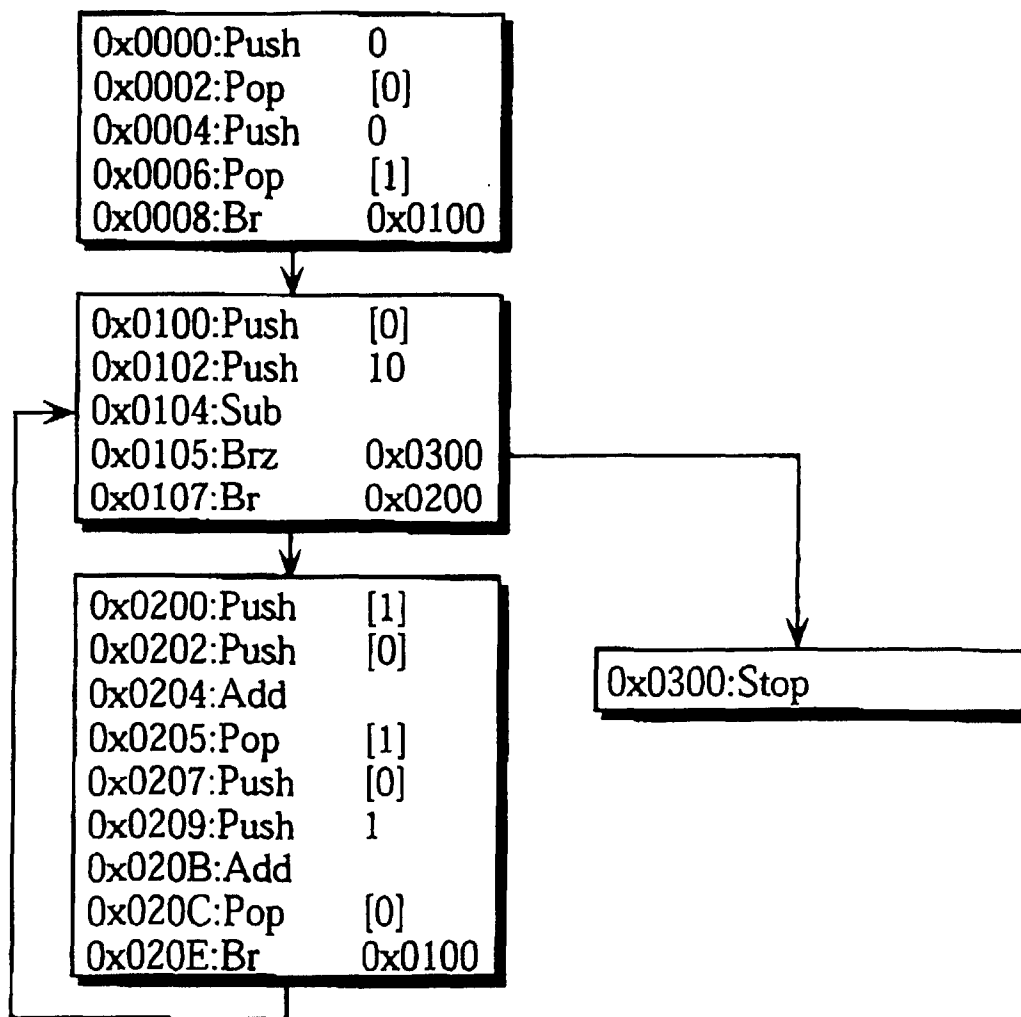 0x0000:Push 0
0x0002:Pop [0]
0x0004:Push 0
0x0006:Pop [1]
0x0008:Br 0x0100
0x0100:Push [0]
0x0102:Push 10
0x0104:Sub
0x0105:Brz 0x0300
0x0107:Br 0x0200
0x0200:Push [1]
0x0202:Push [0]
0x0204:Add
0x0205:Pop [1]
0x0207:Push [0]
0x0209:Push 1
0x020B:Add
0x020C:Pop [0]
0x020E:Br 0x0100
0x0300:Stop